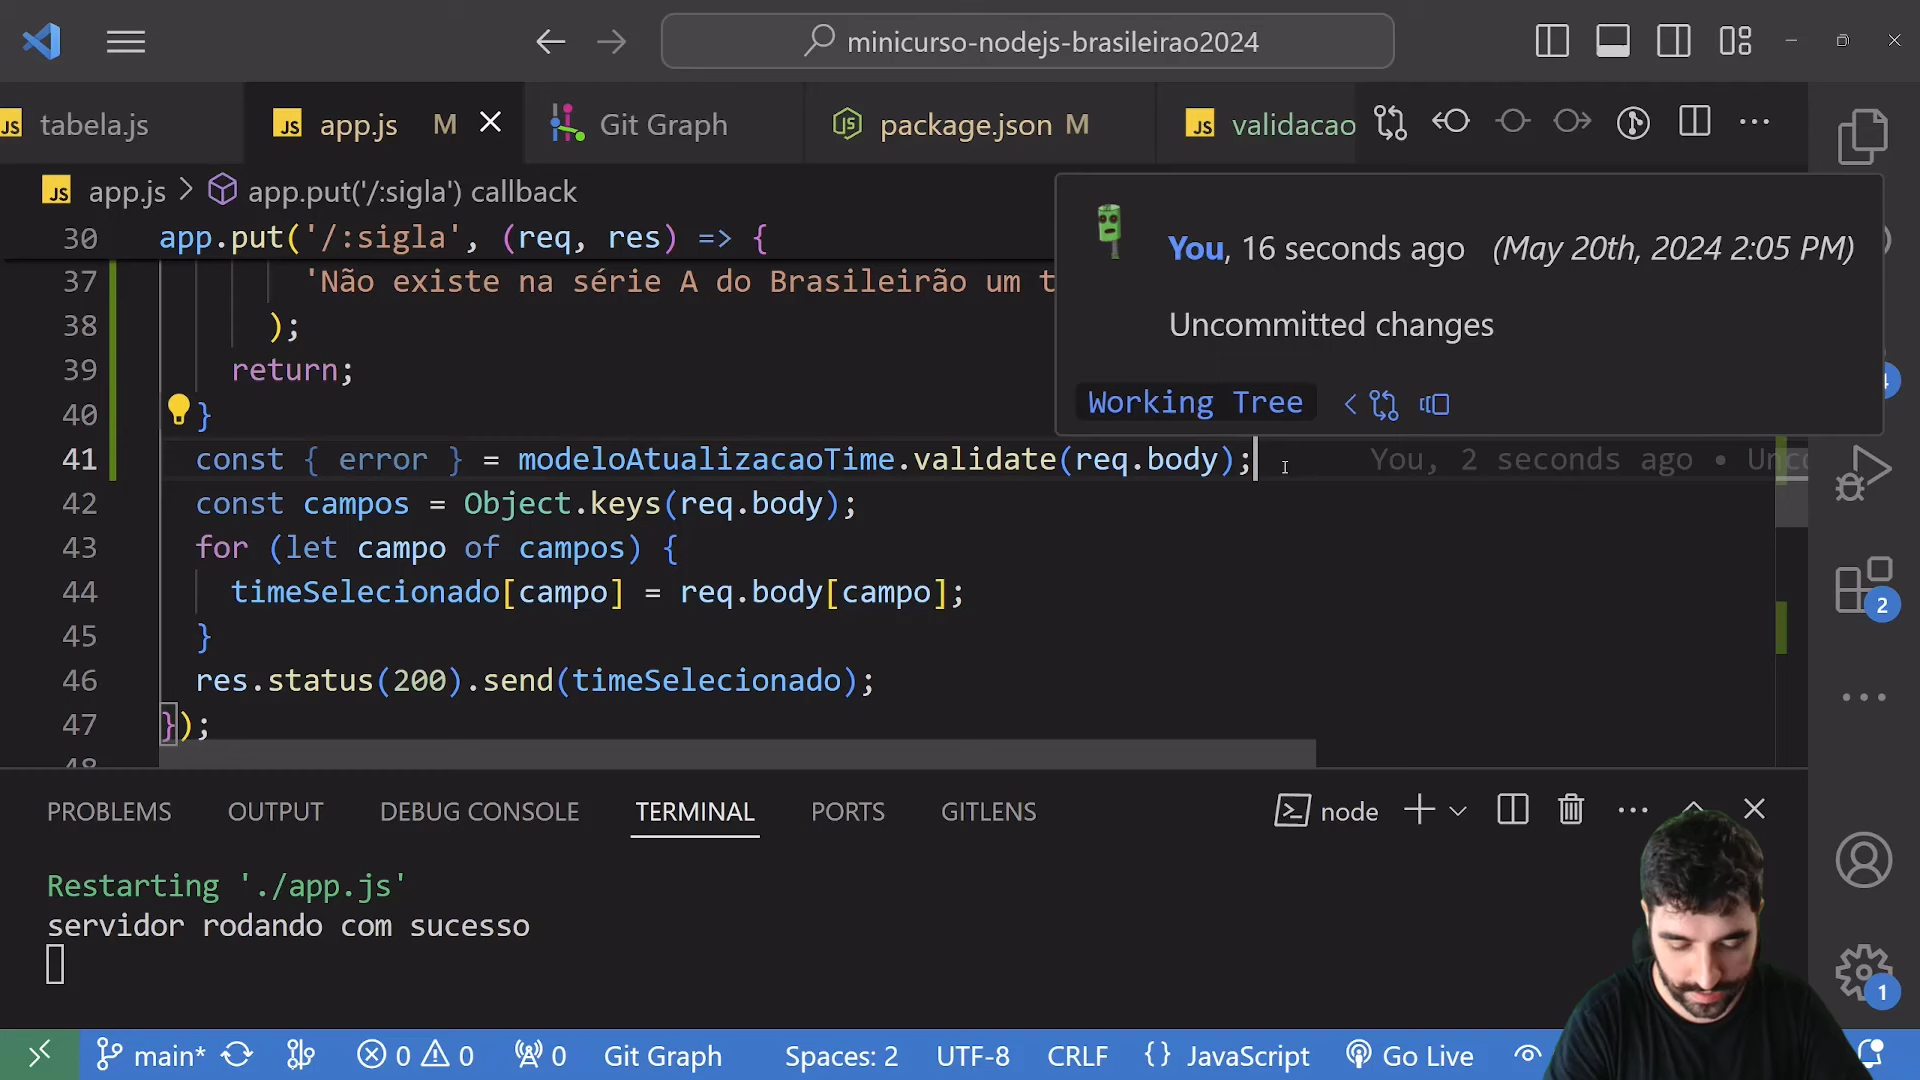 minicurso-nodejs-brasileirao2024
JS tabela.js
JS app.js M
Git Graph
JS package.json M
JS validacao
JS app.js > app.put('/:sigla') callback
30 app.put('/:sigla', (req, res) => {
37 'Não existe na série A do Brasileirão um t
38 );
39 return;
40 }
41 const { error } = modeloAtualizacaoTime.validate(req.body); You, 2 seconds ago • Unco
42 const campos = Object.keys(req.body);
43 for (let campo of campos) {
44 timeSelecionado[campo] = req.body[campo];
45 }
46 res.status(200).send(timeSelecionado);
47 });
48
You, 16 seconds ago (May 20th, 2024 2:05 PM)
Uncommitted changes
Working Tree
4
2
PROBLEMS OUTPUT DEBUG CONSOLE TERMINAL PORTS GITLENS node
Restarting './app.js'
servidor rodando com sucesso
1
main* 0 0 0 Git Graph Spaces: 2 UTF-8 CRLF {} JavaScript Go Live